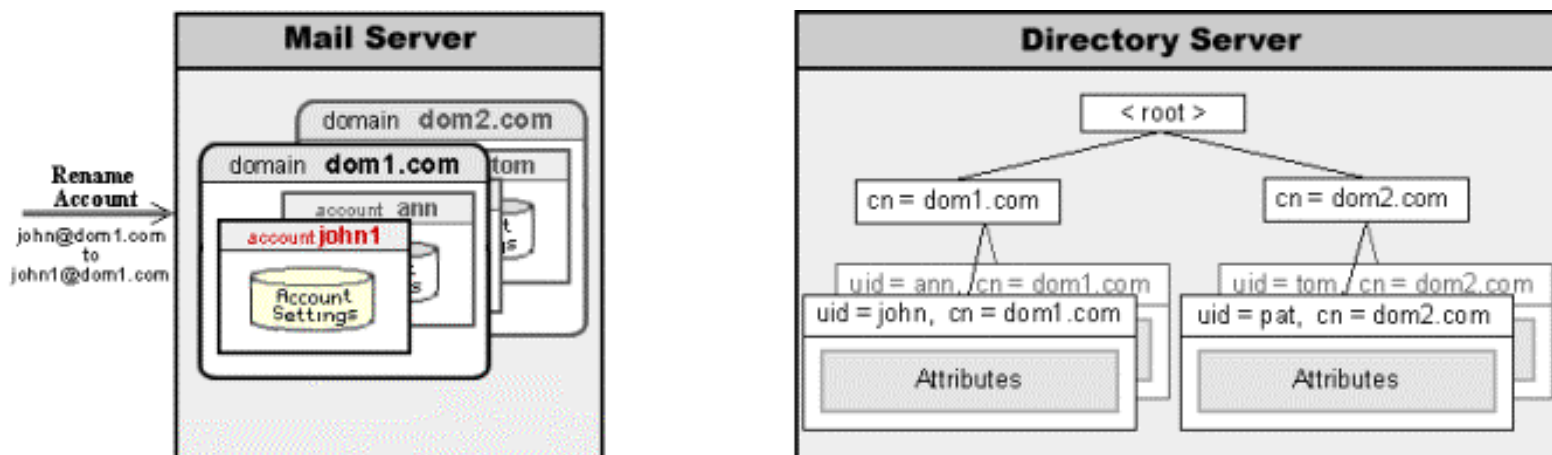 Mail Server
domain dom2.com
domain dom1.com
tom
account ann
account john1
Account
Settings
Rename
Account
john@dom1.com
to
john1@dom1.com
Directory Server
< root >
cn = dom1.com
cn = dom2.com
uid = ann, cn = dom1.com
uid = john, cn = dom1.com
Attributes
uid = tom, cn = dom2.com
uid = pat, cn = dom2.com
Attributes